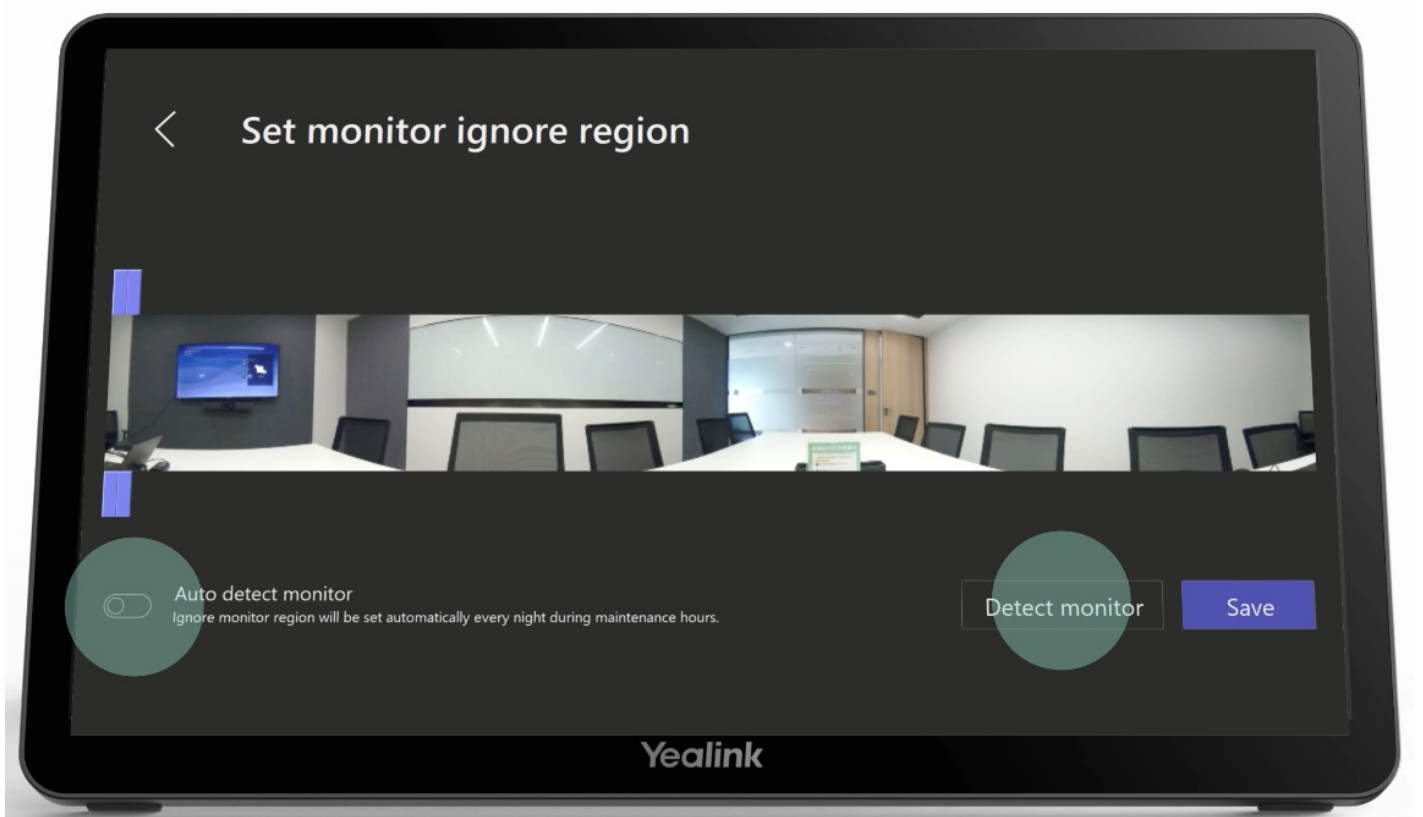 Set monitor ignore region
Auto detect monitor
Ignore monitor region will be set automatically every night during maintenance hours.
Detect monitor
Save
Yealink